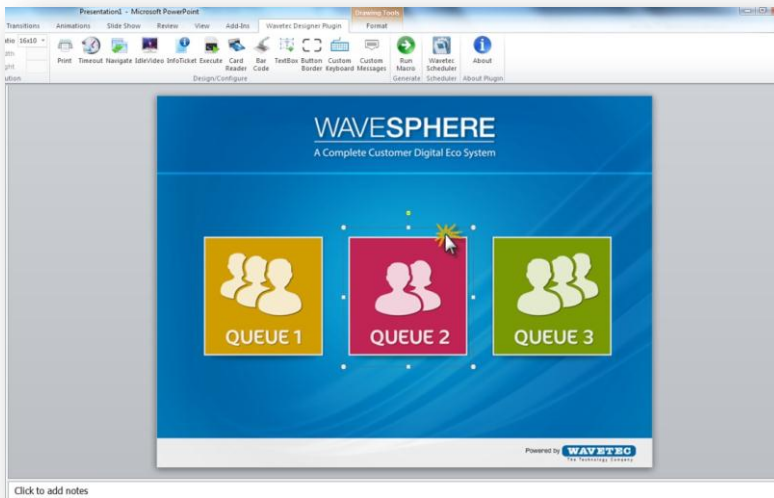 Presentation1 - Microsoft PowerPoint
Drawing Tools
Transitions Animations Slide Show Review View Add-Ins Wavetec Designer Plugin Format
16x10
Print Timeout Navigate IdleVideo InfoTicket Execute Card Reader Bar Code TextBox Button Border Custom Keyboard Custom Messages Run Macro Wavetec Scheduler About
Design/Configure Generate Scheduler About Plugin
WAVESPHERE
A Complete Customer Digital Eco System
QUEUE 1 QUEUE 2 QUEUE 3
Powered by WAVETEC
The Technology Company
Click to add notes